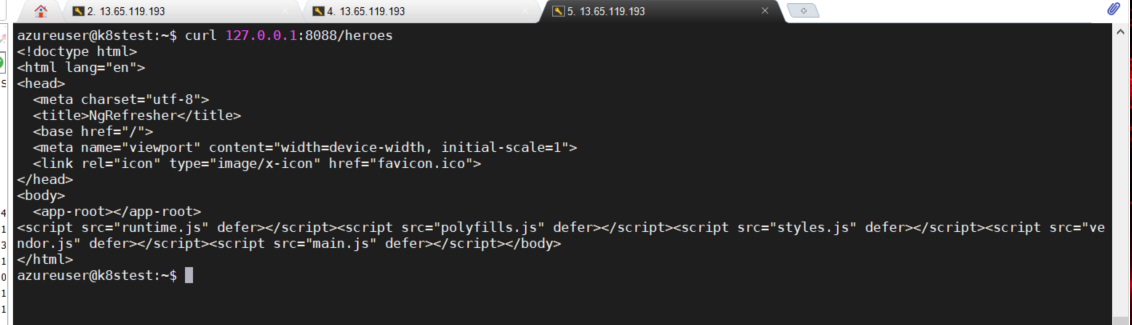 2. 13.65.119.193
4. 13.65.119.193
5. 13.65.119.193
azureuser@k8stest:~$ curl 127.0.0.1:8088/heroes
<!doctype html>
<html lang="en">
<head>
  <meta charset="utf-8">
  <title>NgRefresher</title>
  <base href="/">
  <meta name="viewport" content="width=device-width, initial-scale=1">
  <link rel="icon" type="image/x-icon" href="favicon.ico">
</head>
<body>
  <app-root></app-root>
<script src="runtime.js" defer></script><script src="polyfills.js" defer></script><script src="styles.js" defer></script><script src="ve
ndor.js" defer></script><script src="main.js" defer></script></body>
</html>
azureuser@k8stest:~$